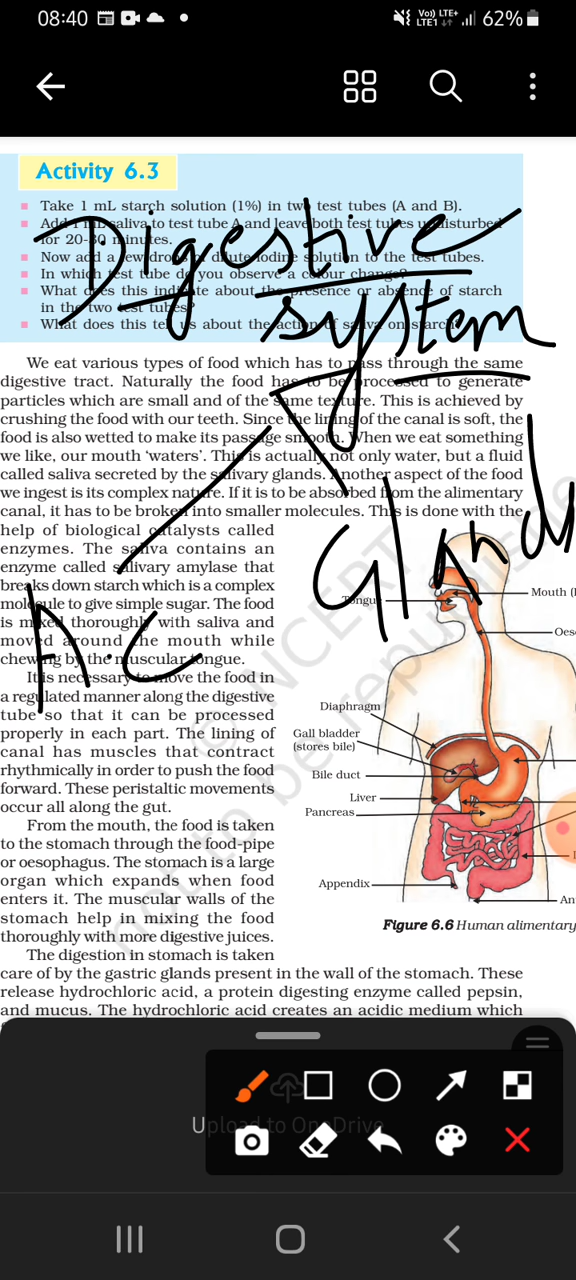 08:40
Vo) LTE+
LTE1
62%
Activity 6.3
Take 1 mL starch solution (1%) in two test tubes (A and B).
Add 1 mL saliva to test tube A and leave both test tubes undisturbed
for 20-30 minutes.
Now add a few drops of dilute iodine solution to the test tubes.
In which test tube do you observe a colour change?
What does this indicate about the presence or absence of starch
in the two test tubes?
What does this tell us about the action of saliva on starch?
Digestive
system
Glands
A.C
We eat various types of food which has to pass through the same
digestive tract. Naturally the food has to be processed to generate
particles which are small and of the same texture. This is achieved by
crushing the food with our teeth. Since the lining of the canal is soft, the
food is also wetted to make its passage smooth. When we eat something
we like, our mouth ‘waters’. This is actually not only water, but a fluid
called saliva secreted by the salivary glands. Another aspect of the food
we ingest is its complex nature. If it is to be absorbed from the alimentary
canal, it has to be broken into smaller molecules. This is done with the
help of biological catalysts called
enzymes. The saliva contains an
enzyme called salivary amylase that
breaks down starch which is a complex
molecule to give simple sugar. The food
is mixed thoroughly with saliva and
moved around the mouth while
chewing by the muscular tongue.
It is necessary to move the food in
a regulated manner along the digestive
tube so that it can be processed
properly in each part. The lining of
canal has muscles that contract
rhythmically in order to push the food
forward. These peristaltic movements
occur all along the gut.
From the mouth, the food is taken
to the stomach through the food-pipe
or oesophagus. The stomach is a large
organ which expands when food
enters it. The muscular walls of the
stomach help in mixing the food
thoroughly with more digestive juices.
The digestion in stomach is taken
care of by the gastric glands present in the wall of the stomach. These
release hydrochloric acid, a protein digesting enzyme called pepsin,
and mucus. The hydrochloric acid creates an acidic medium which
Tongue
Mouth (
Oes
Diaphragm
Gall bladder
(stores bile)
Bile duct
Liver
Pancreas
Appendix
An
Figure 6.6 Human alimentary
© NCERT
not to be republishe
Upload to OneDrive